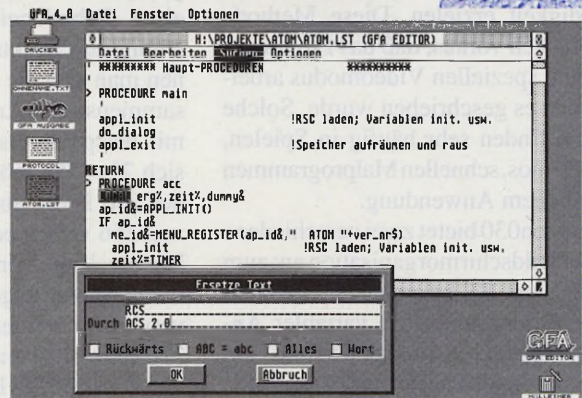 GFA_4_0 Datei Fenster Optionen
DRUCKER
OHNENAME.TXT
GFA AUSGABE
PROTOCOL
ATOM.LST
H:\PROJEKTE\ATOM\ATOM.LST (GFA EDITOR)
Datei Bearbeiten Suchen Optionen
' ********** Haupt-PROCEDUREN **********
> PROCEDURE main
appl_init !RSC laden; Variablen init. usw.
do_dialog
appl_exit !Speicher aufräumen und raus
'
RETURN
> PROCEDURE acc
erg%,zeit%,dummy&
ap_id&=APPL_INIT()
IF ap_id&
me_id&=MENU_REGISTER(ap_id&," ATOM "+ver_nr$)
appl_init !RSC laden; Variablen init. usw.
zeit%=TIMER
Ersetze Text
RCS
Durch ACS 2.0
Rückwärts ABC = abc Alles Wort
OK Abbruch
GFA
GFA EDITOR
MÜLLEIMER